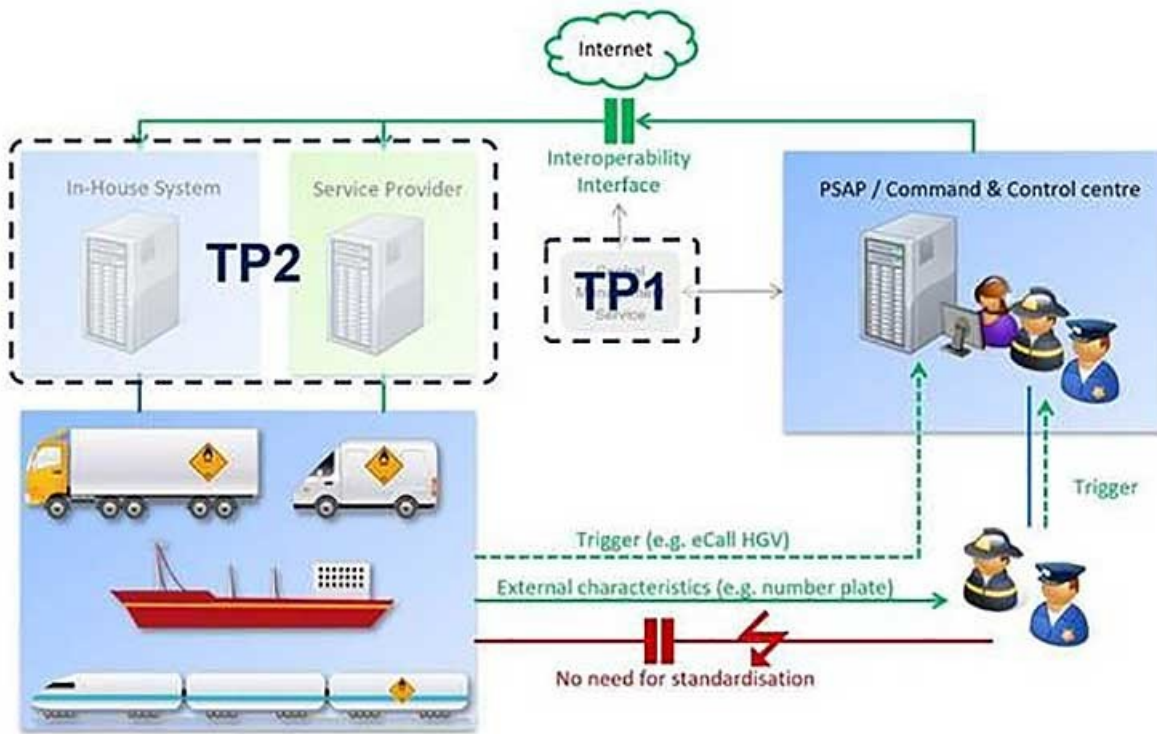 Internet
Interoperability
Interface
In-House System
Service Provider
TP2
PSAP / Command & Control centre
TP1
Service
Trigger
Trigger (e.g. eCall HGV)
External characteristics (e.g. number plate)
No need for standardisation